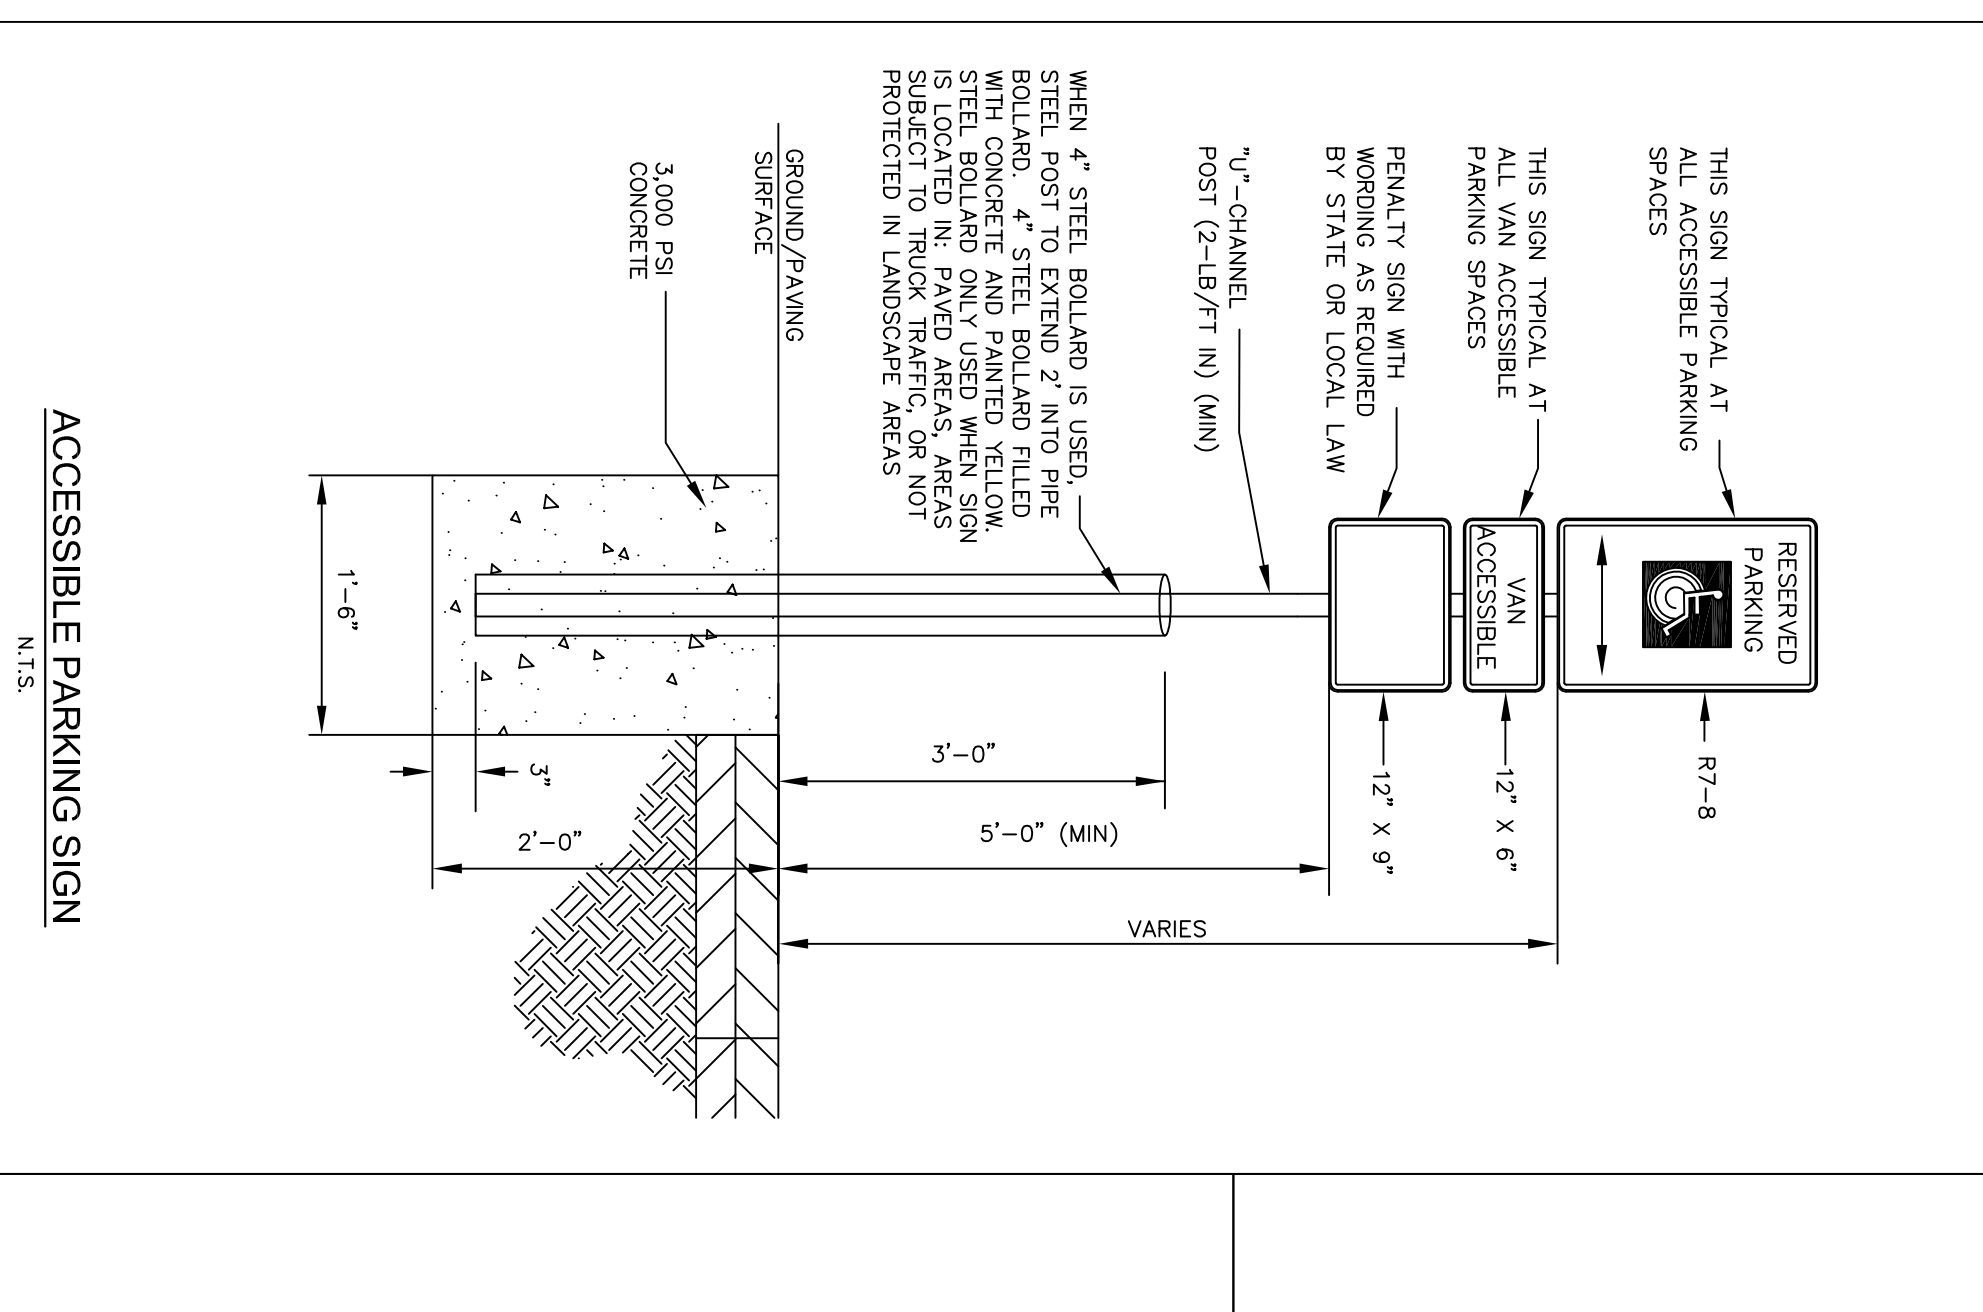 RESERVED
PARKING
VAN
ACCESSIBLE
THIS SIGN TYPICAL AT
ALL ACCESSIBLE PARKING
SPACES
R7-8
THIS SIGN TYPICAL AT
ALL VAN ACCESSIBLE
PARKING SPACES
12" X 6"
PENALTY SIGN WITH
WORDING AS REQUIRED
BY STATE OR LOCAL LAW
12" X 9"
"U"-CHANNEL
POST (2-LB/FT IN) (MIN)
WHEN 4" STEEL BOLLARD IS USED,
STEEL POST TO EXTEND 2' INTO PIPE
BOLLARD. 4" STEEL BOLLARD FILLED
WITH CONCRETE AND PAINTED YELLOW.
STEEL BOLLARD ONLY USED WHEN SIGN
IS LOCATED IN: PAVED AREAS, AREAS
SUBJECT TO TRUCK TRAFFIC, OR NOT
PROTECTED IN LANDSCAPE AREAS
VARIES
5'-0" (MIN)
3'-0"
GROUND/PAVING
SURFACE
3,000 PSI
CONCRETE
2'-0"
3"
1'-6"
ACCESSIBLE PARKING SIGN
N.T.S.